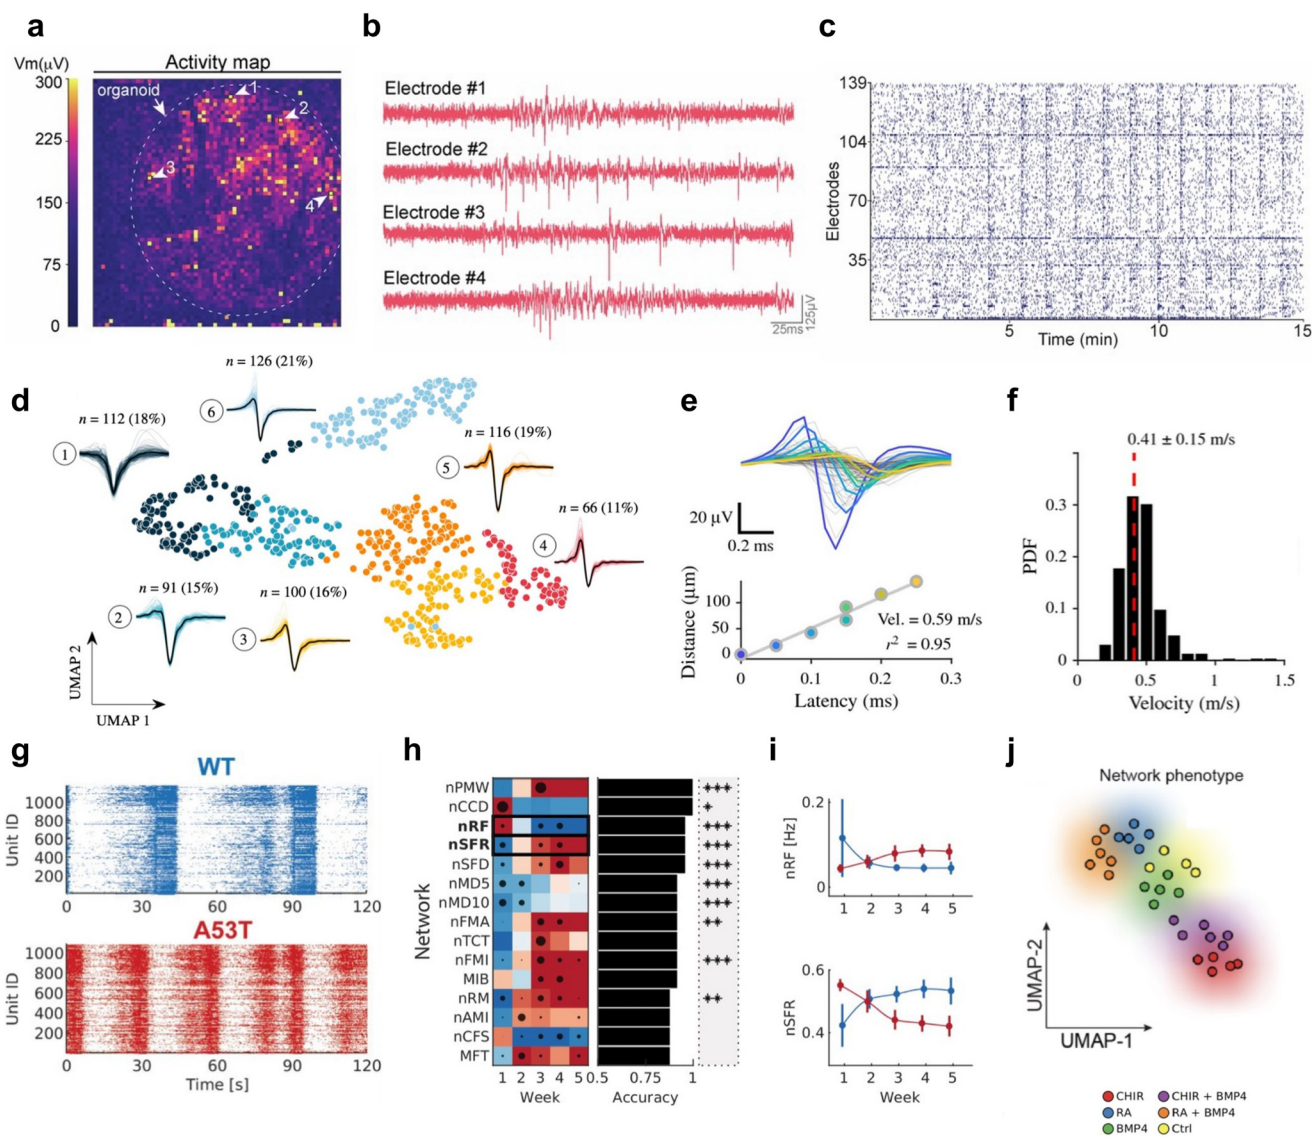 a
b
c
Vm(µV)
Activity map
300
225
150
75
0
organoid
1
2
3
4
Electrode #1
Electrode #2
Electrode #3
Electrode #4
125µV
25ms
139
104
70
35
Electrodes
5
10
15
Time (min)
d
e
f
n = 126 (21%)
6
n = 112 (18%)
1
n = 116 (19%)
5
n = 66 (11%)
4
n = 91 (15%)
2
n = 100 (16%)
3
UMAP 2
UMAP 1
20 µV
0.2 ms
Distance (µm)
100
50
0
Vel. = 0.59 m/s
r² = 0.95
0
0.1
0.2
0.3
Latency (ms)
0.41 ± 0.15 m/s
PDF
0.3
0.2
0.1
0
0
0.5
1
1.5
Velocity (m/s)
g
h
i
j
WT
Unit ID
1000
800
600
400
200
0
30
60
90
120
A53T
Unit ID
1000
800
600
400
200
0
30
60
90
120
Time [s]
Network
nPMW
nCCD
nRF
nSFR
nSFD
nMD5
nMD10
nFMA
nTCT
nFMI
MIB
nRM
nAMI
nCFS
MFT
1 2 3 4 5
Week
0.5 0.75 1
Accuracy
nRF [Hz]
0.2
0
1 2 3 4 5
Week
nSFR
0.6
0.4
1 2 3 4 5
Week
Network phenotype
UMAP-2
UMAP-1
CHIR
CHIR + BMP4
RA
RA + BMP4
BMP4
Ctrl